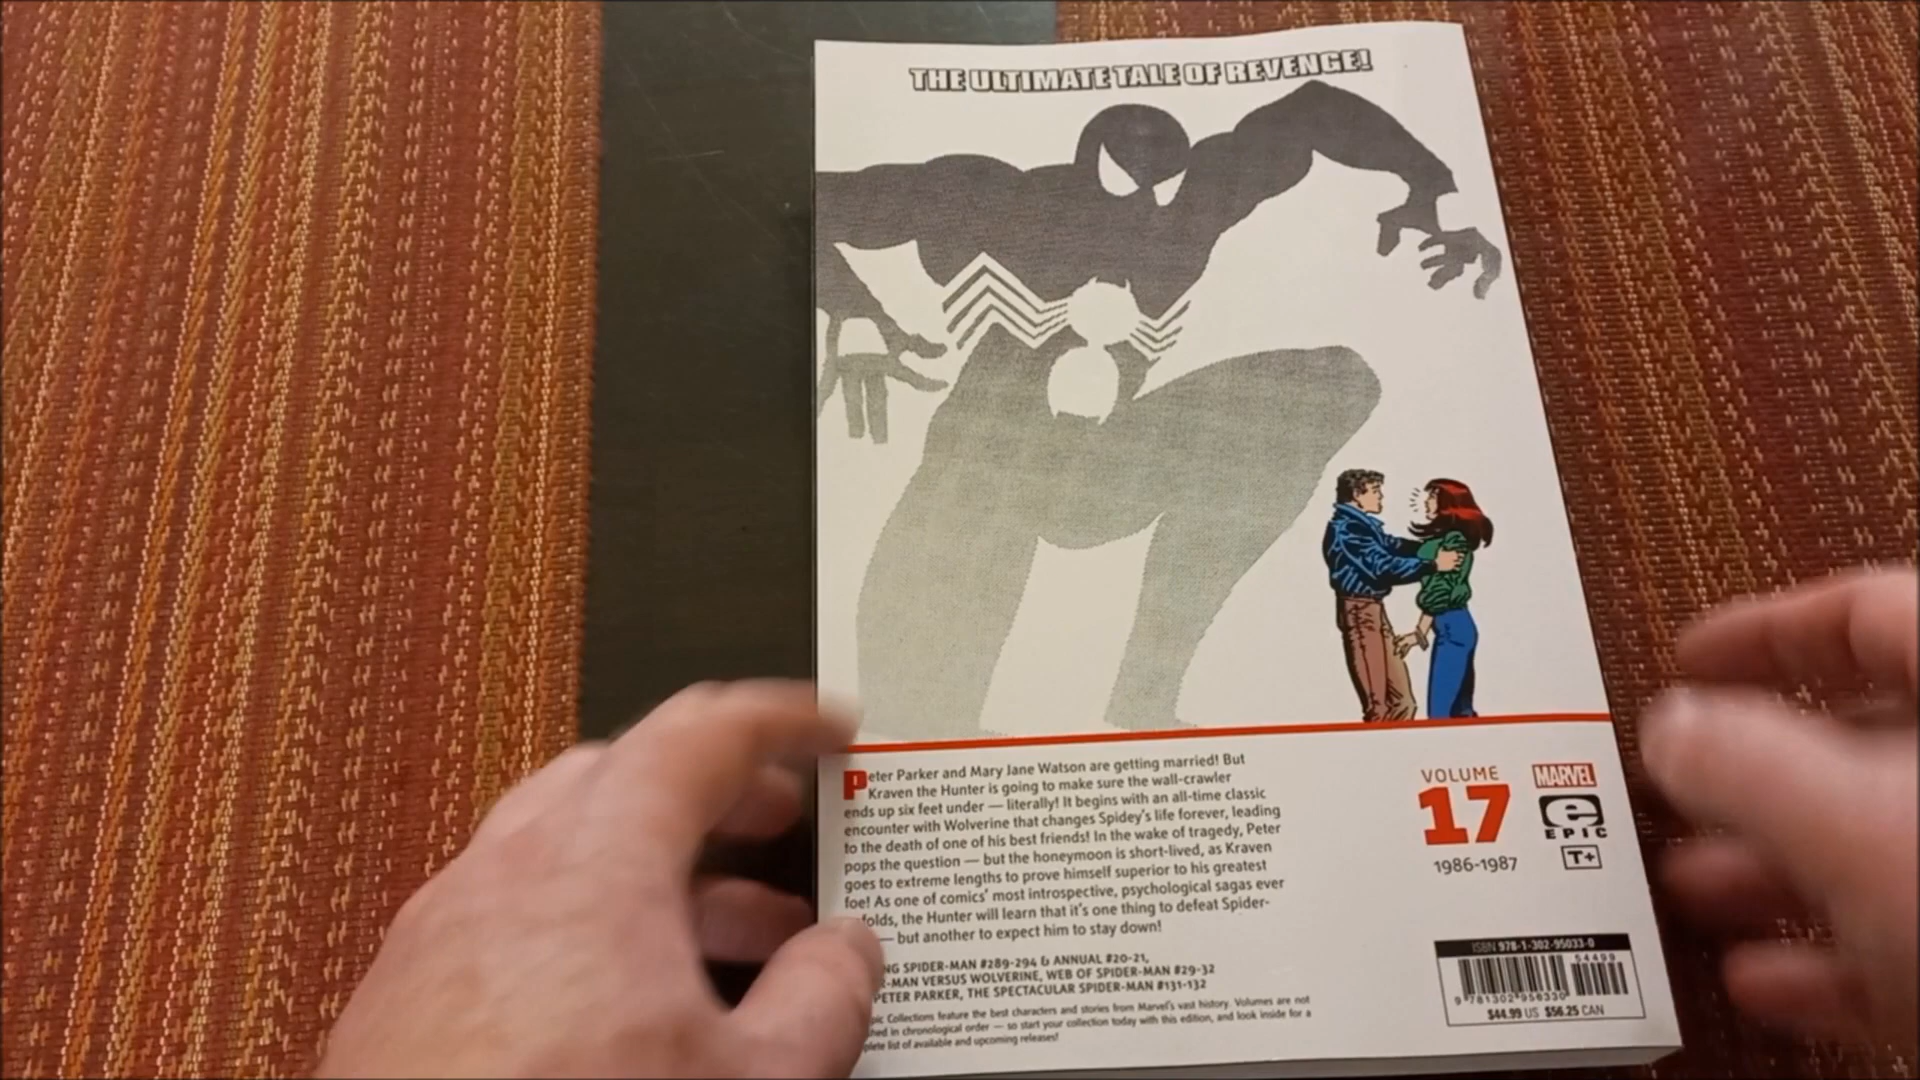 THE ULTIMATE TALE OF REVENGE!
Peter Parker and Mary Jane Watson are getting married! But
Kraven the Hunter is going to make sure the wall-crawler
ends up six feet under — literally! It begins with an all-time classic
encounter with Wolverine that changes Spidey's life forever, leading
to the death of one of his best friends! In the wake of tragedy, Peter
pops the question — but the honeymoon is short-lived, as Kraven
goes to extreme lengths to prove himself superior to his greatest
foe! As one of comics' most introspective, psychological sagas ever
folds, the Hunter will learn that it's one thing to defeat Spider-
— but another to expect him to stay down!
NG SPIDER-MAN #289-294 & ANNUAL #20-21,
R-MAN VERSUS WOLVERINE, WEB OF SPIDER-MAN #29-32
PETER PARKER, THE SPECTACULAR SPIDER-MAN #131-132
pic Collections feature the best characters and stories from Marvel's vast history. Volumes are not
hed in chronological order — so start your collection today with this edition, and look inside for a
plete list of available and upcoming releases!
VOLUME
17
1986-1987
MARVEL
e
EPIC
T+
ISBN 978-1-302-95033-0
54499
9 781302 950330
$44.99 US $56.25 CAN